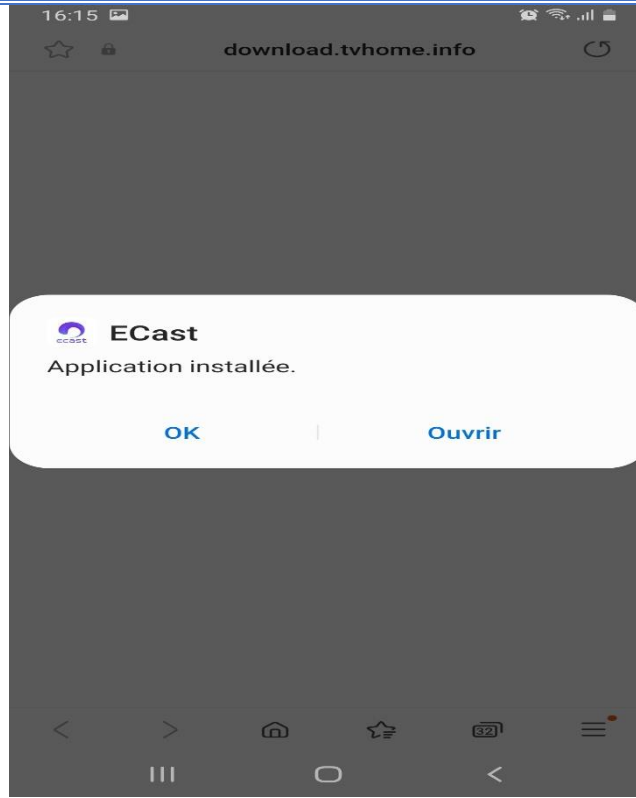 16:15
download.tvhome.info
ecast
ECast
Application installée.
OK
Ouvrir
32